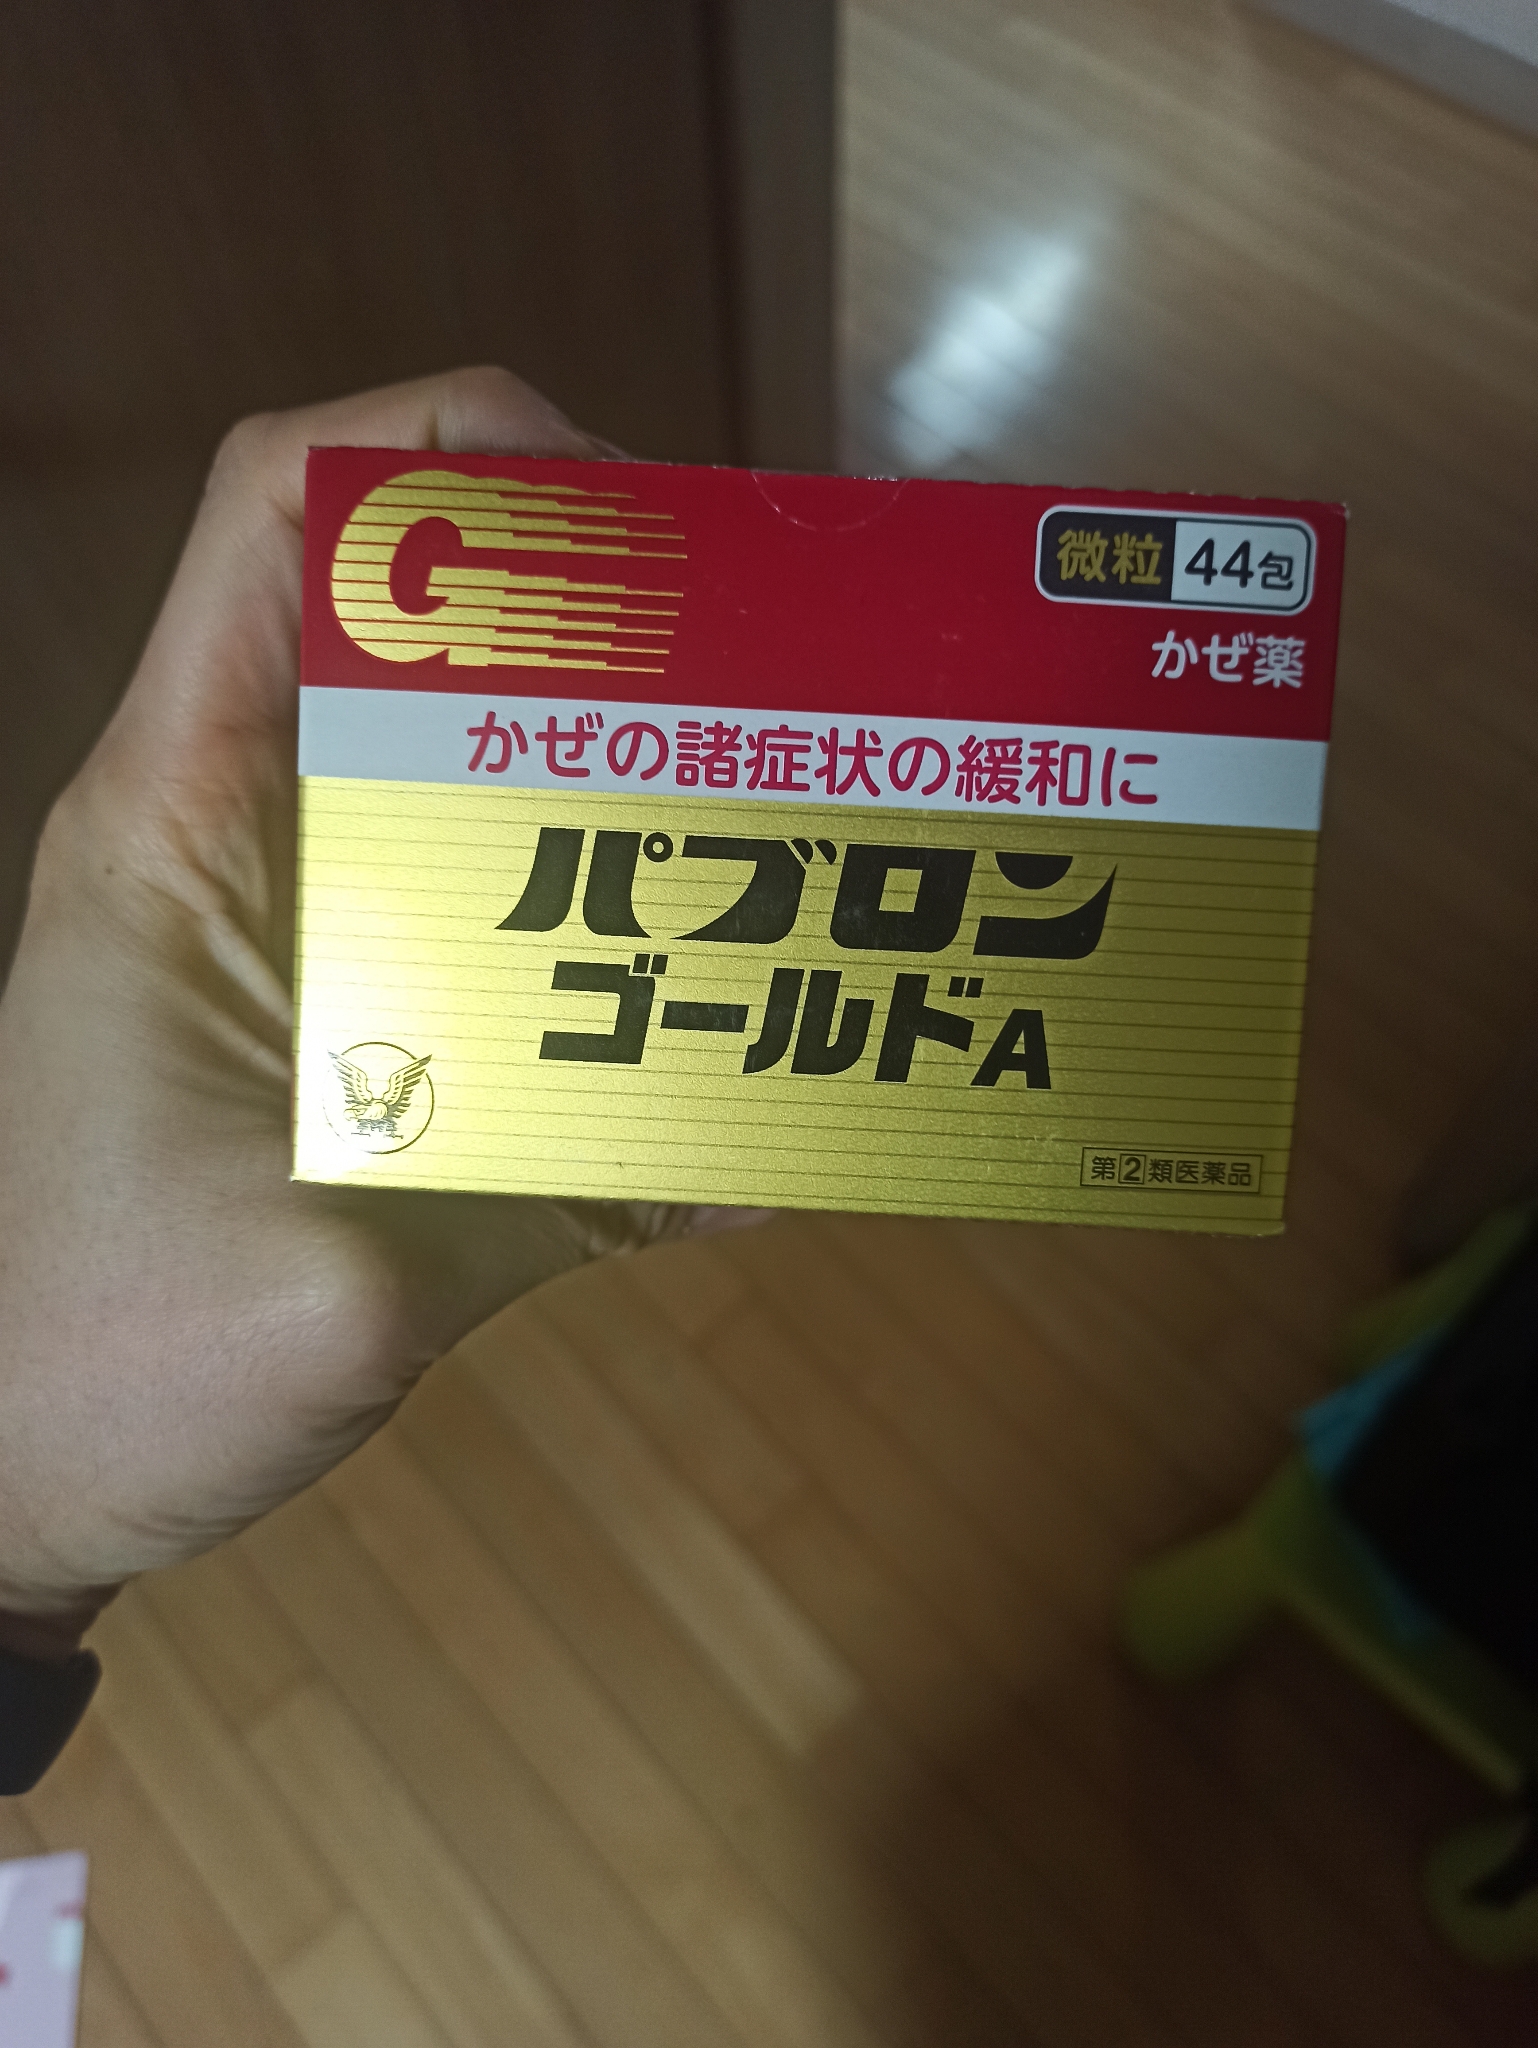 微粒 44包
かぜ薬
かぜの諸症状の緩和に
パブロン
ゴールドA
第2類医薬品